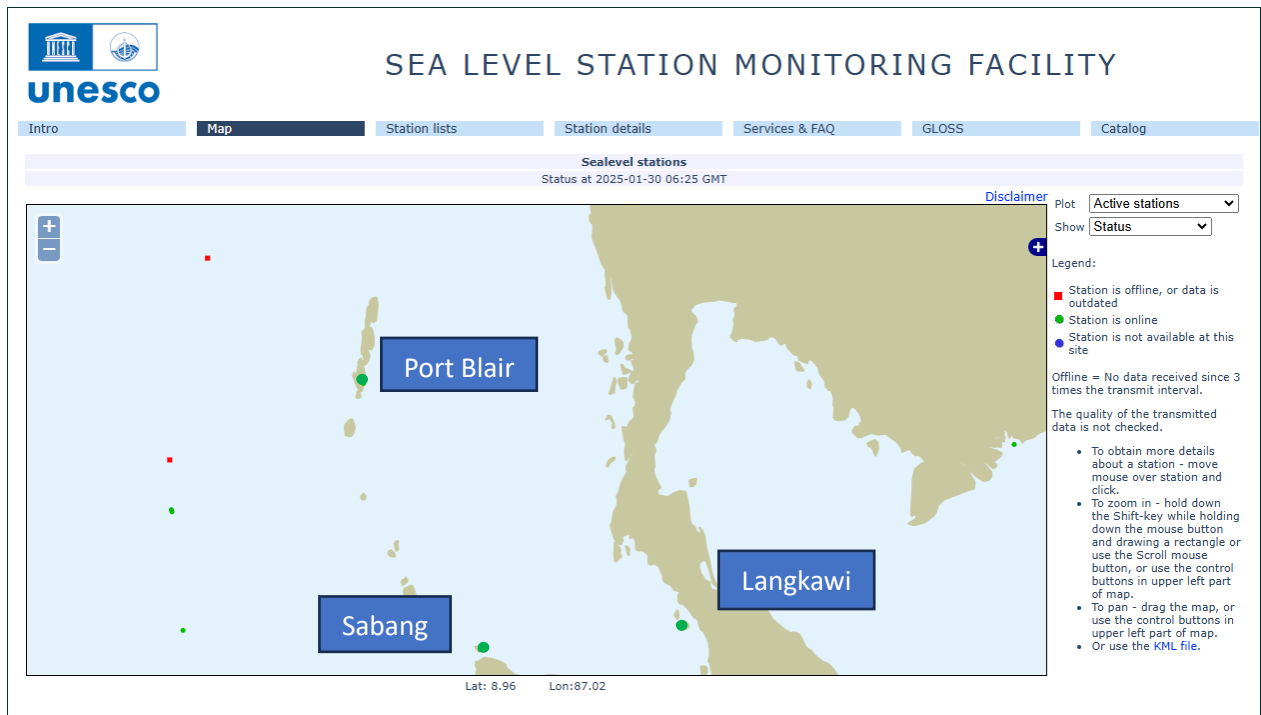 unesco
SEA LEVEL STATION MONITORING FACILITY
Intro
Map
Station lists
Station details
Services & FAQ
GLOSS
Catalog
Sealevel stations
Status at 2025-01-30 06:25 GMT
Disclaimer
Plot Active stations
Show Status
+
−
+
Port Blair
Langkawi
Sabang
Legend:
Station is offline, or data is
outdated
Station is online
Station is not available at this
site
Offline = No data received since 3
times the transmit interval.
The quality of the transmitted
data is not checked.
• To obtain more details
about a station - move
mouse over station and
click.
• To zoom in - hold down
the Shift-key while holding
down the mouse button
and drawing a rectangle or
use the Scroll mouse
button, or use the control
buttons in upper left part
of map.
• To pan - drag the map, or
use the control buttons in
upper left part of map.
• Or use the KML file.
Lat: 8.96 Lon:87.02